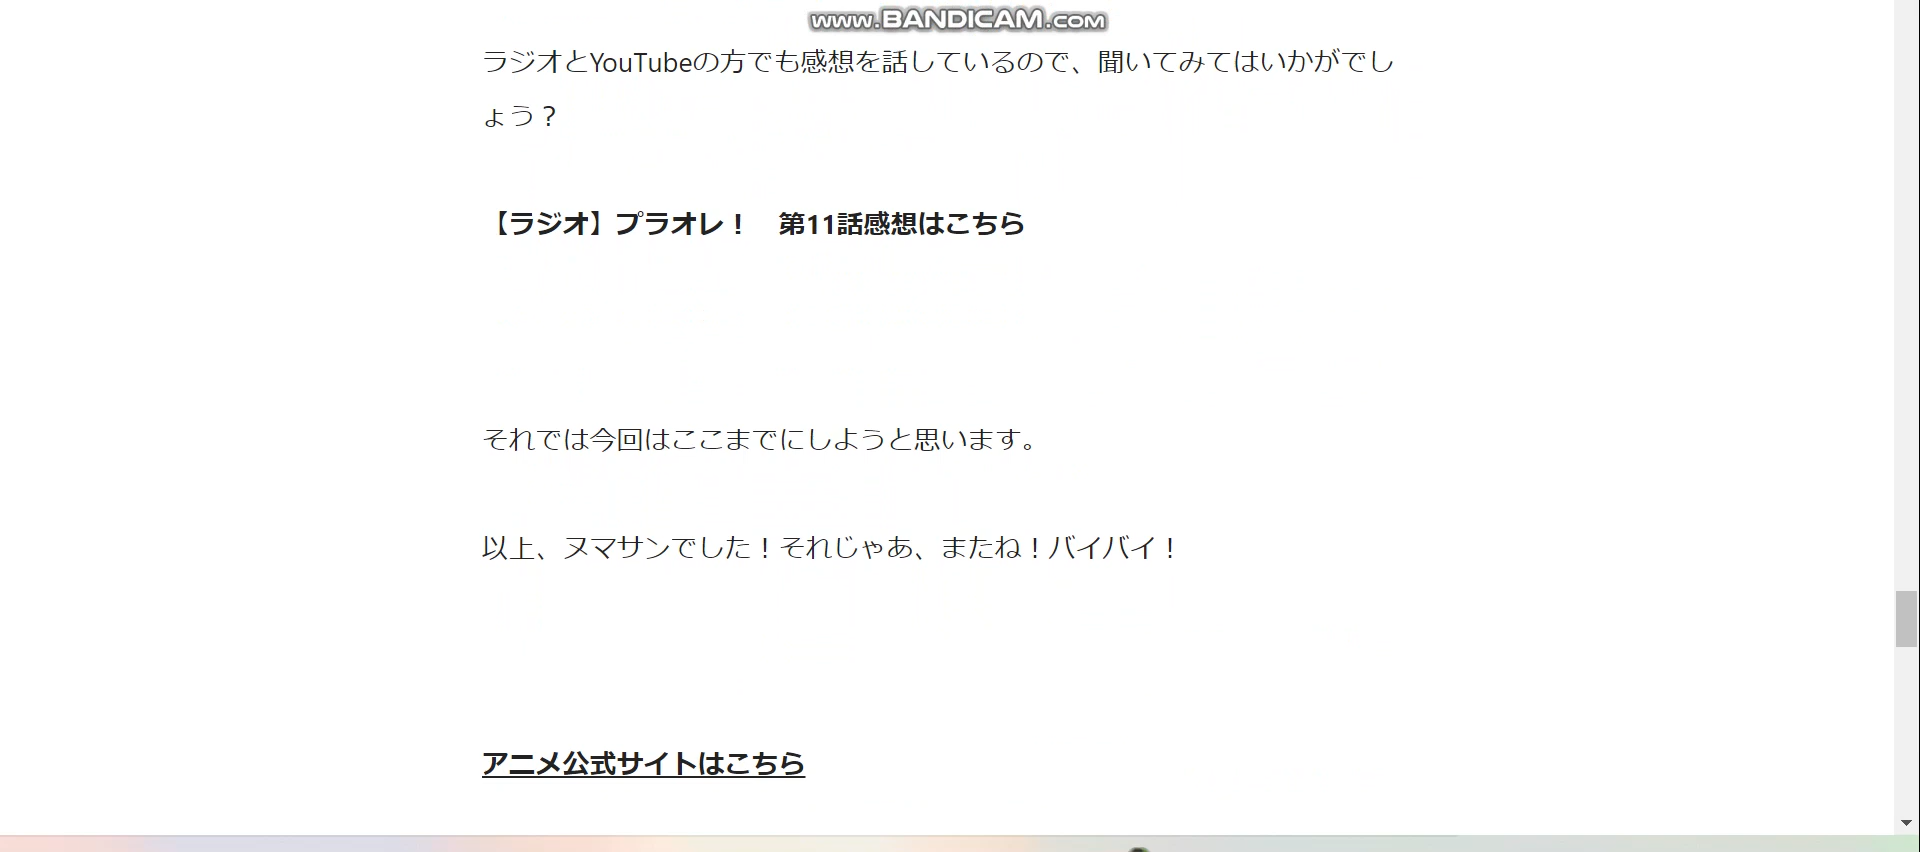 www.BANDICAM.com
ラジオとYouTubeの方でも感想を話しているので、聞いてみてはいかがでし
ょう？
【ラジオ】プラオレ！　第11話感想はこちら
それでは今回はここまでにしようと思います。
以上、ヌマサンでした！それじゃあ、またね！バイバイ！
アニメ公式サイトはこちら